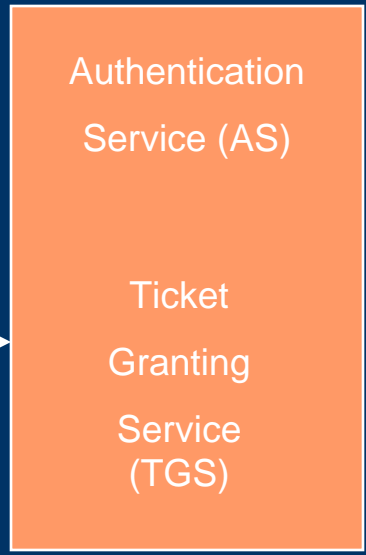 Authentication
Service (AS)
Ticket
Granting
Service
(TGS)